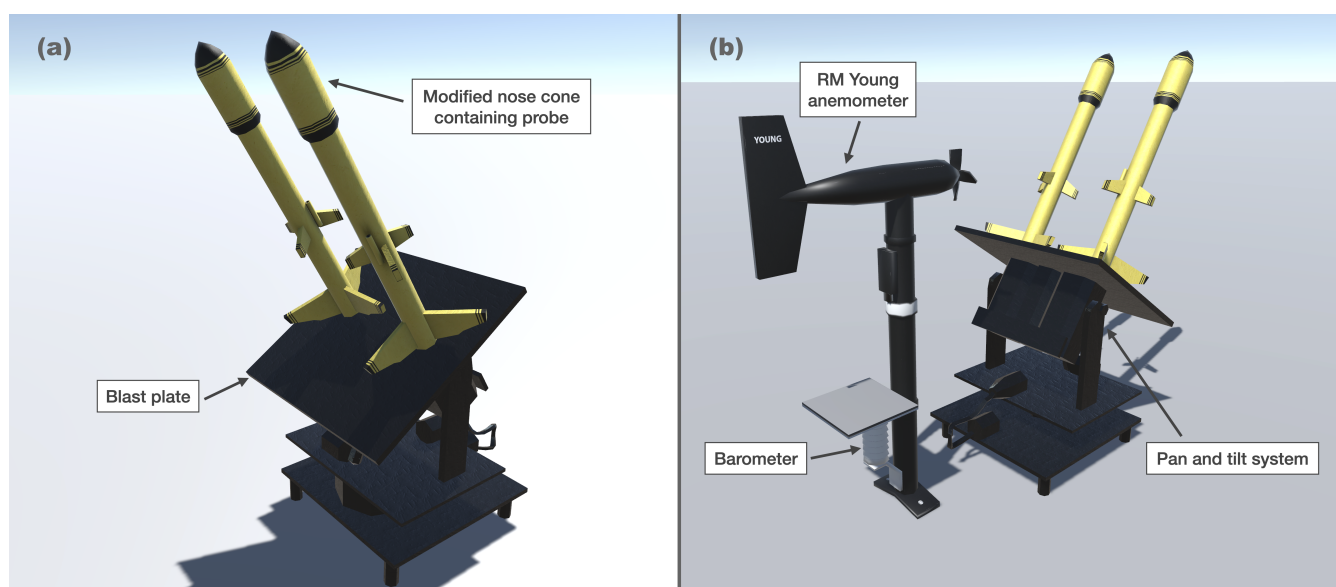 (a)
Modified nose cone
containing probe
Blast plate
(b)
RM Young
anemometer
YOUNG
Barometer
Pan and tilt system